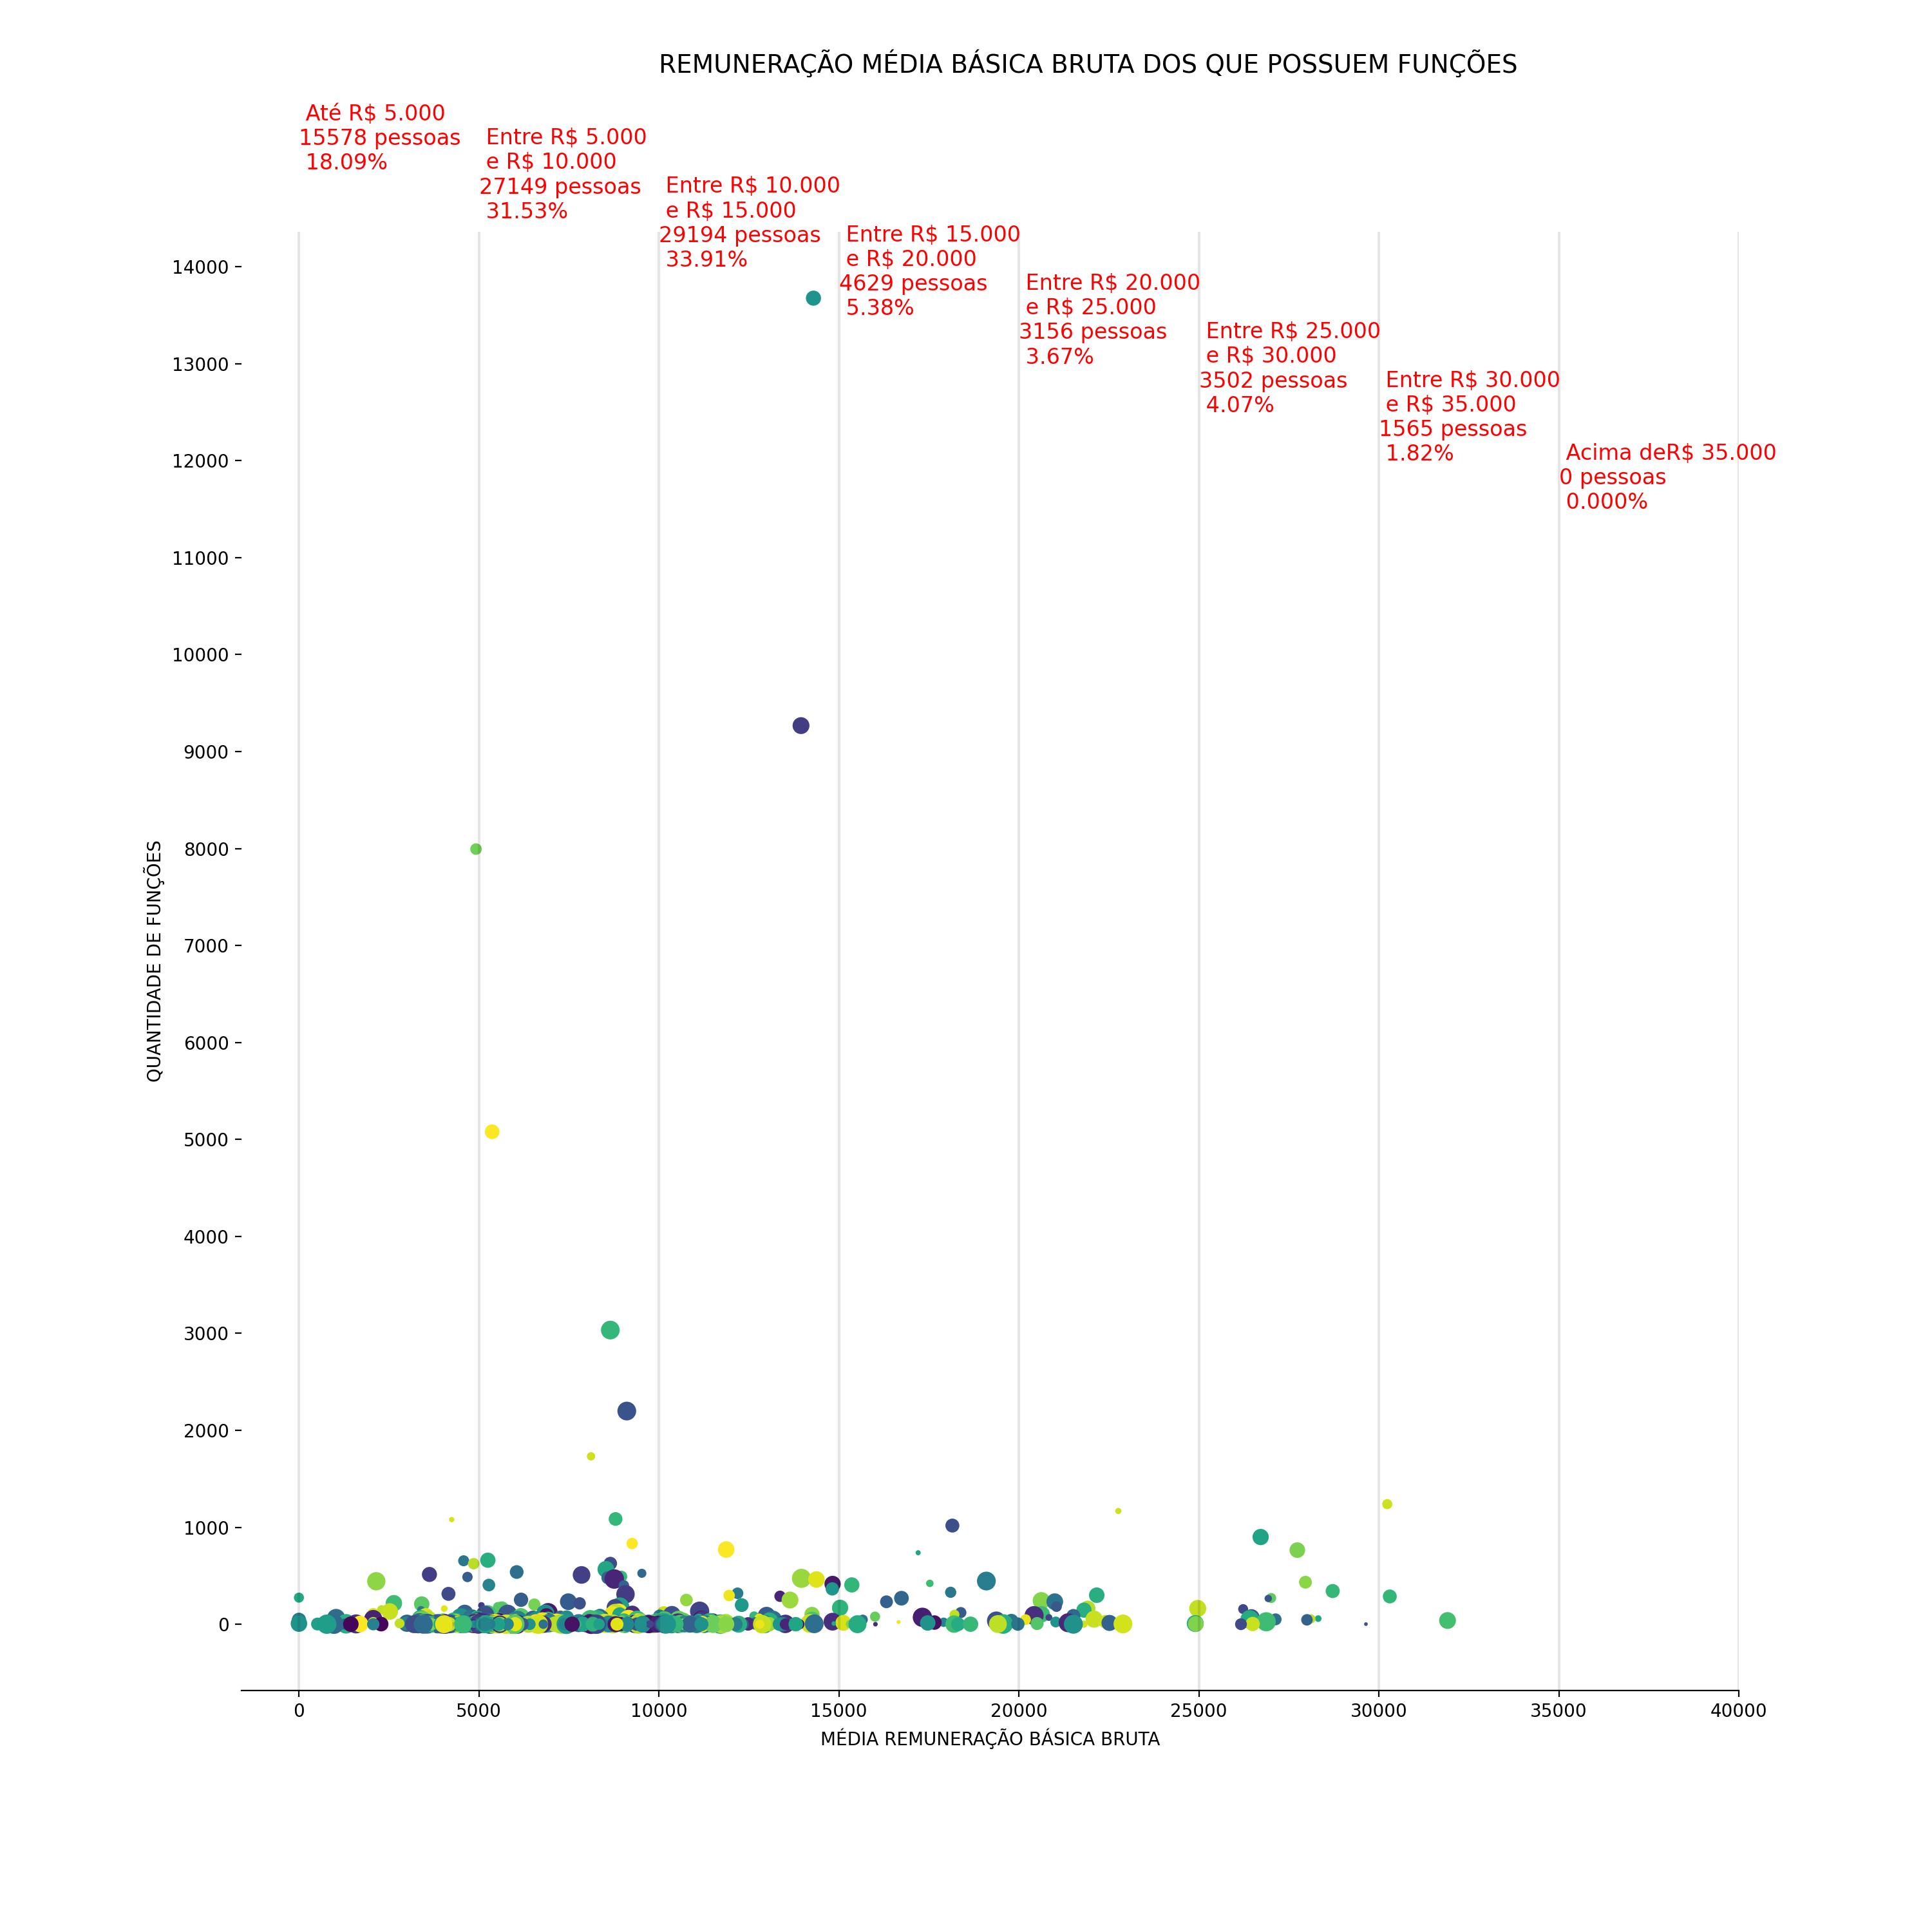 REMUNERAÇÃO MÉDIA BÁSICA BRUTA DOS QUE POSSUEM FUNÇÕES
Até R$ 5.000
15578 pessoas
18.09%
Entre R$ 5.000
e R$ 10.000
27149 pessoas
31.53%
Entre R$ 10.000
e R$ 15.000
29194 pessoas
33.91%
Entre R$ 15.000
e R$ 20.000
4629 pessoas
5.38%
Entre R$ 20.000
e R$ 25.000
3156 pessoas
3.67%
Entre R$ 25.000
e R$ 30.000
3502 pessoas
4.07%
Entre R$ 30.000
e R$ 35.000
1565 pessoas
1.82%
Acima deR$ 35.000
0 pessoas
0.000%
14000
13000
12000
11000
10000
9000
8000
7000
6000
5000
4000
3000
2000
1000
0
QUANTIDADE DE FUNÇÕES
0 5000 10000 15000 20000 25000 30000 35000 40000
MÉDIA REMUNERAÇÃO BÁSICA BRUTA